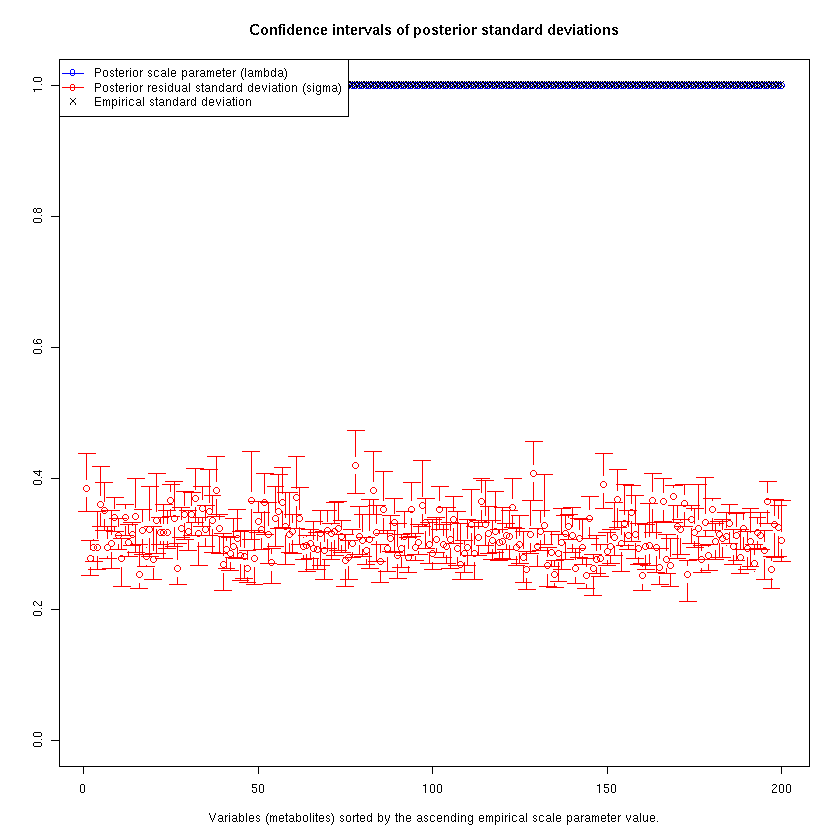 Confidence intervals of posterior standard deviations
Posterior scale parameter (lambda)
Posterior residual standard deviation (sigma)
Empirical standard deviation
1.0
0.8
0.6
0.4
0.2
0.0
0 50 100 150 200
Variables (metabolites) sorted by the ascending empirical scale parameter value.